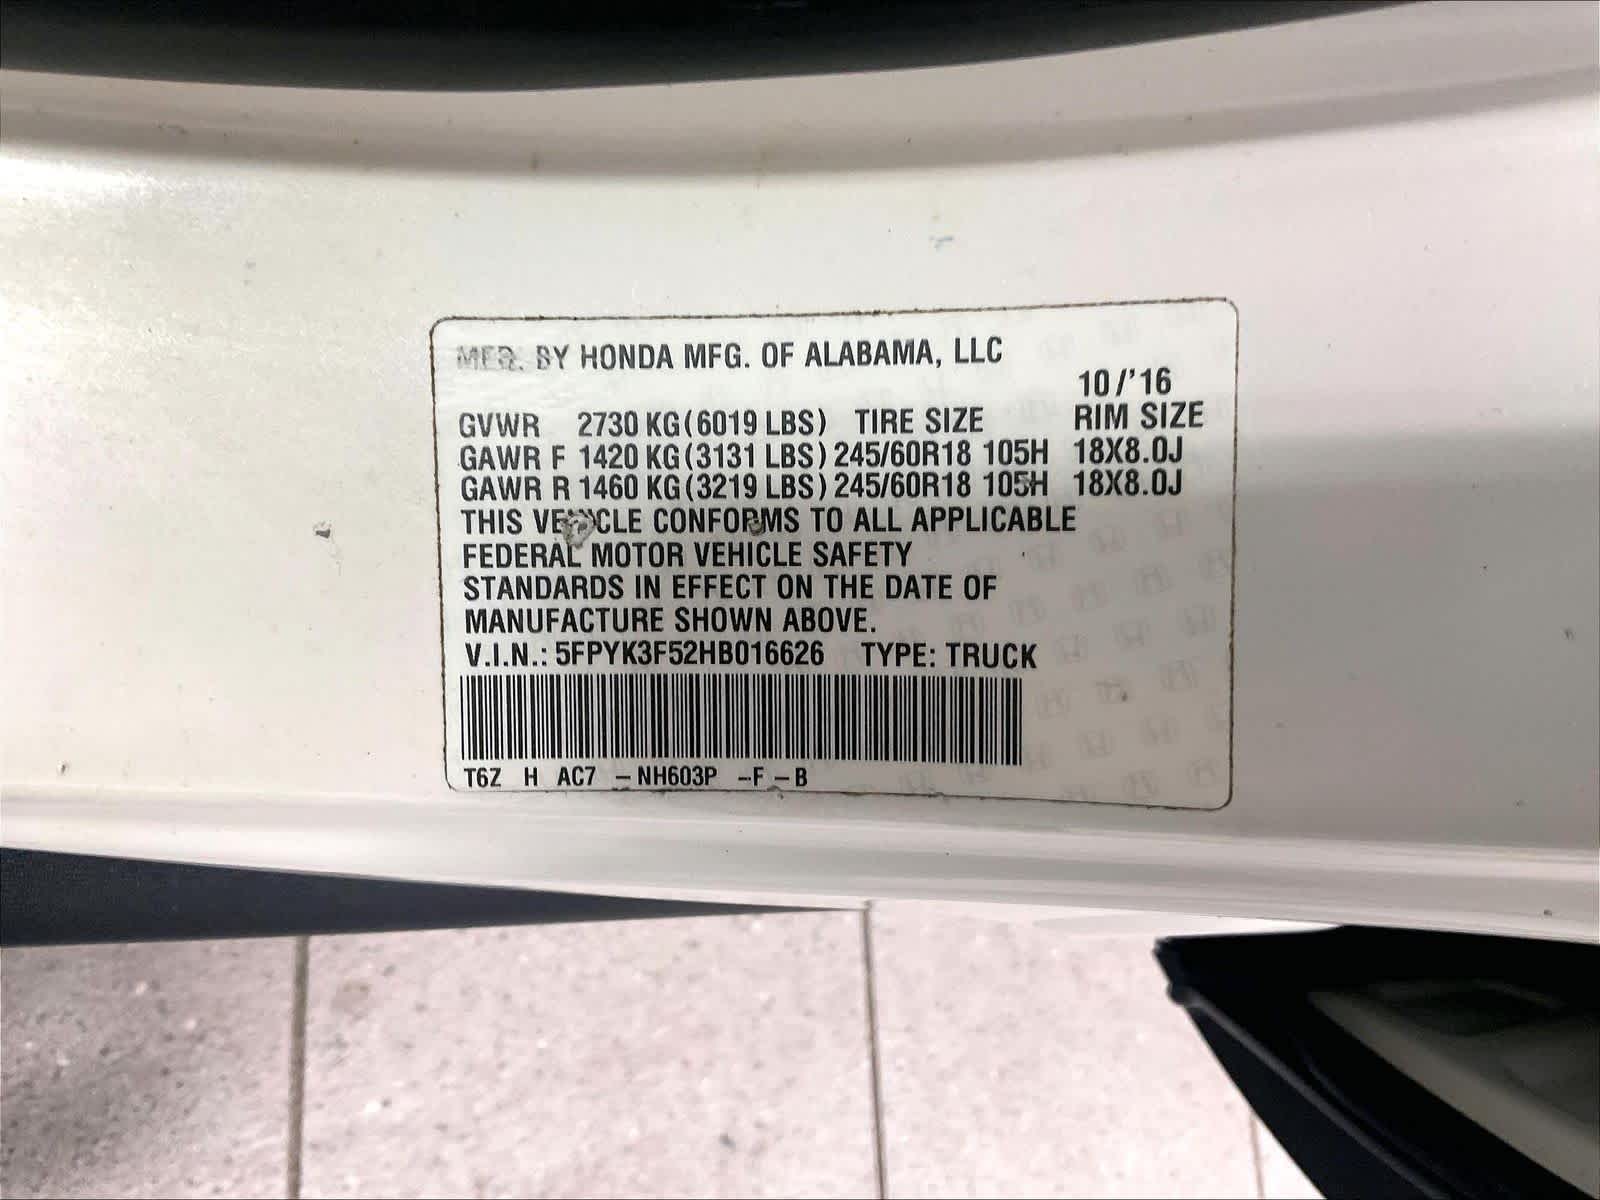 MFG. BY HONDA MFG. OF ALABAMA, LLC
10/'16
GVWR 2730 KG(6019 LBS) TIRE SIZE RIM SIZE
GAWR F 1420 KG(3131 LBS) 245/60R18 105H 18X8.0J
GAWR R 1460 KG(3219 LBS) 245/60R18 105H 18X8.0J
THIS VEHICLE CONFORMS TO ALL APPLICABLE
FEDERAL MOTOR VEHICLE SAFETY
STANDARDS IN EFFECT ON THE DATE OF
MANUFACTURE SHOWN ABOVE.
V.I.N.: 5FPYK3F52HB016626 TYPE: TRUCK
T6Z H AC7 – NH603P –F – B